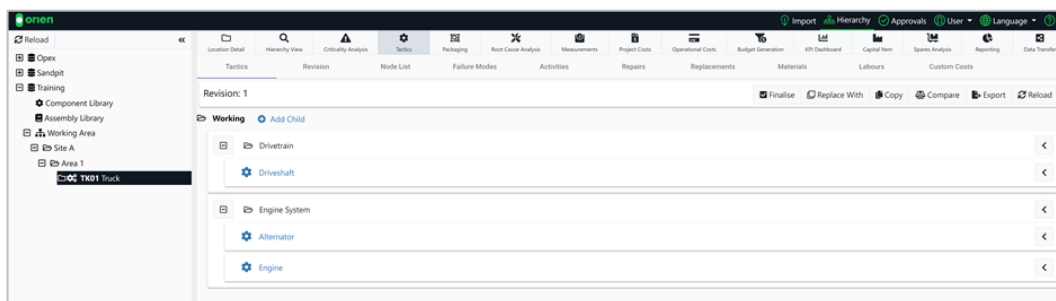 orien
Import Hierarchy Approvals User Language
Reload
Location Detail Hierarchy View Criticality Analysis Tactics Packaging Root Cause Analysis Measurements Project Costs Operational Costs Budget Generation KPI Dashboard Capital Item Spares Analysis Reporting Data Transfer
Opex
Sandpit
Training
Component Library
Assembly Library
Working Area
Site A
Area 1
TK01 Truck
Tactics Revision Node List Failure Modes Activities Repairs Replacements Materials Labours Custom Costs
Revision: 1
Finalise Replace With Copy Compare Export Reload
Working Add Child
Drivetrain
Driveshaft
Engine System
Alternator
Engine